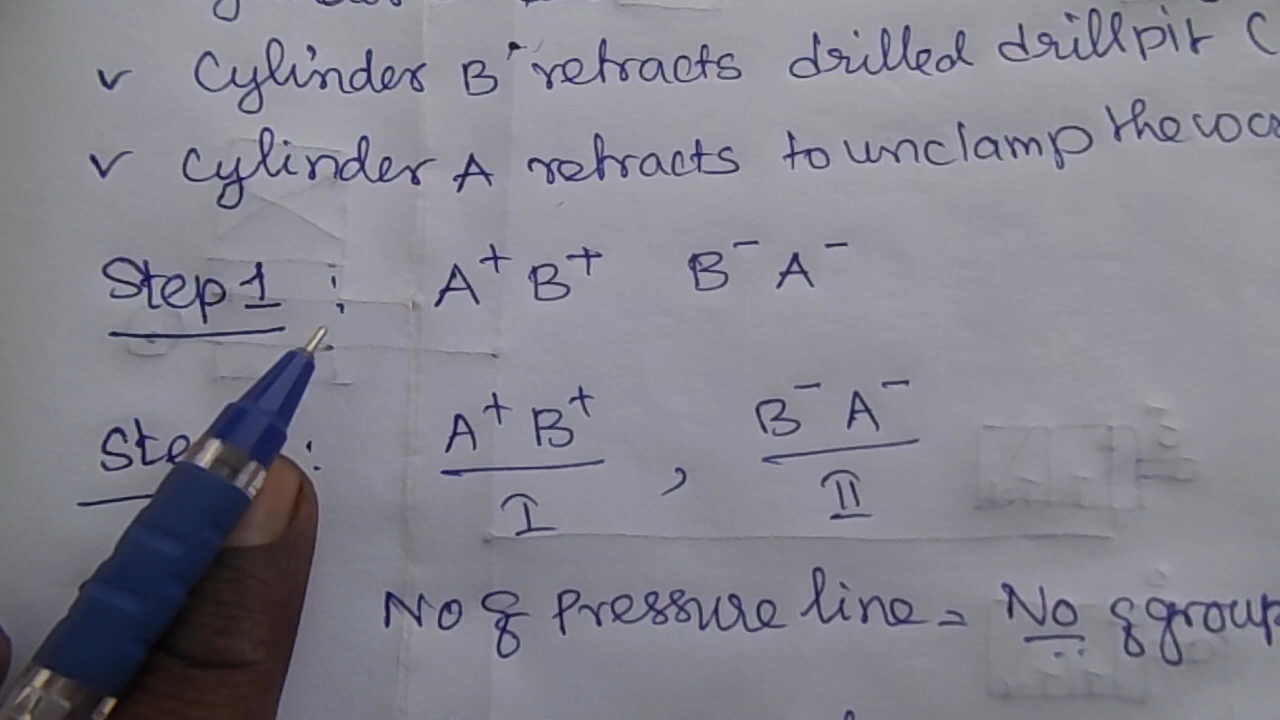 v Cylinder B retracts drilled drillpit C
v cylinder A retracts to unclamp the
Step 1 : A⁺ B⁺ B⁻ A⁻
Ste : A⁺ B⁺ , B⁻ A⁻
I II
No of Pressure line = No of group